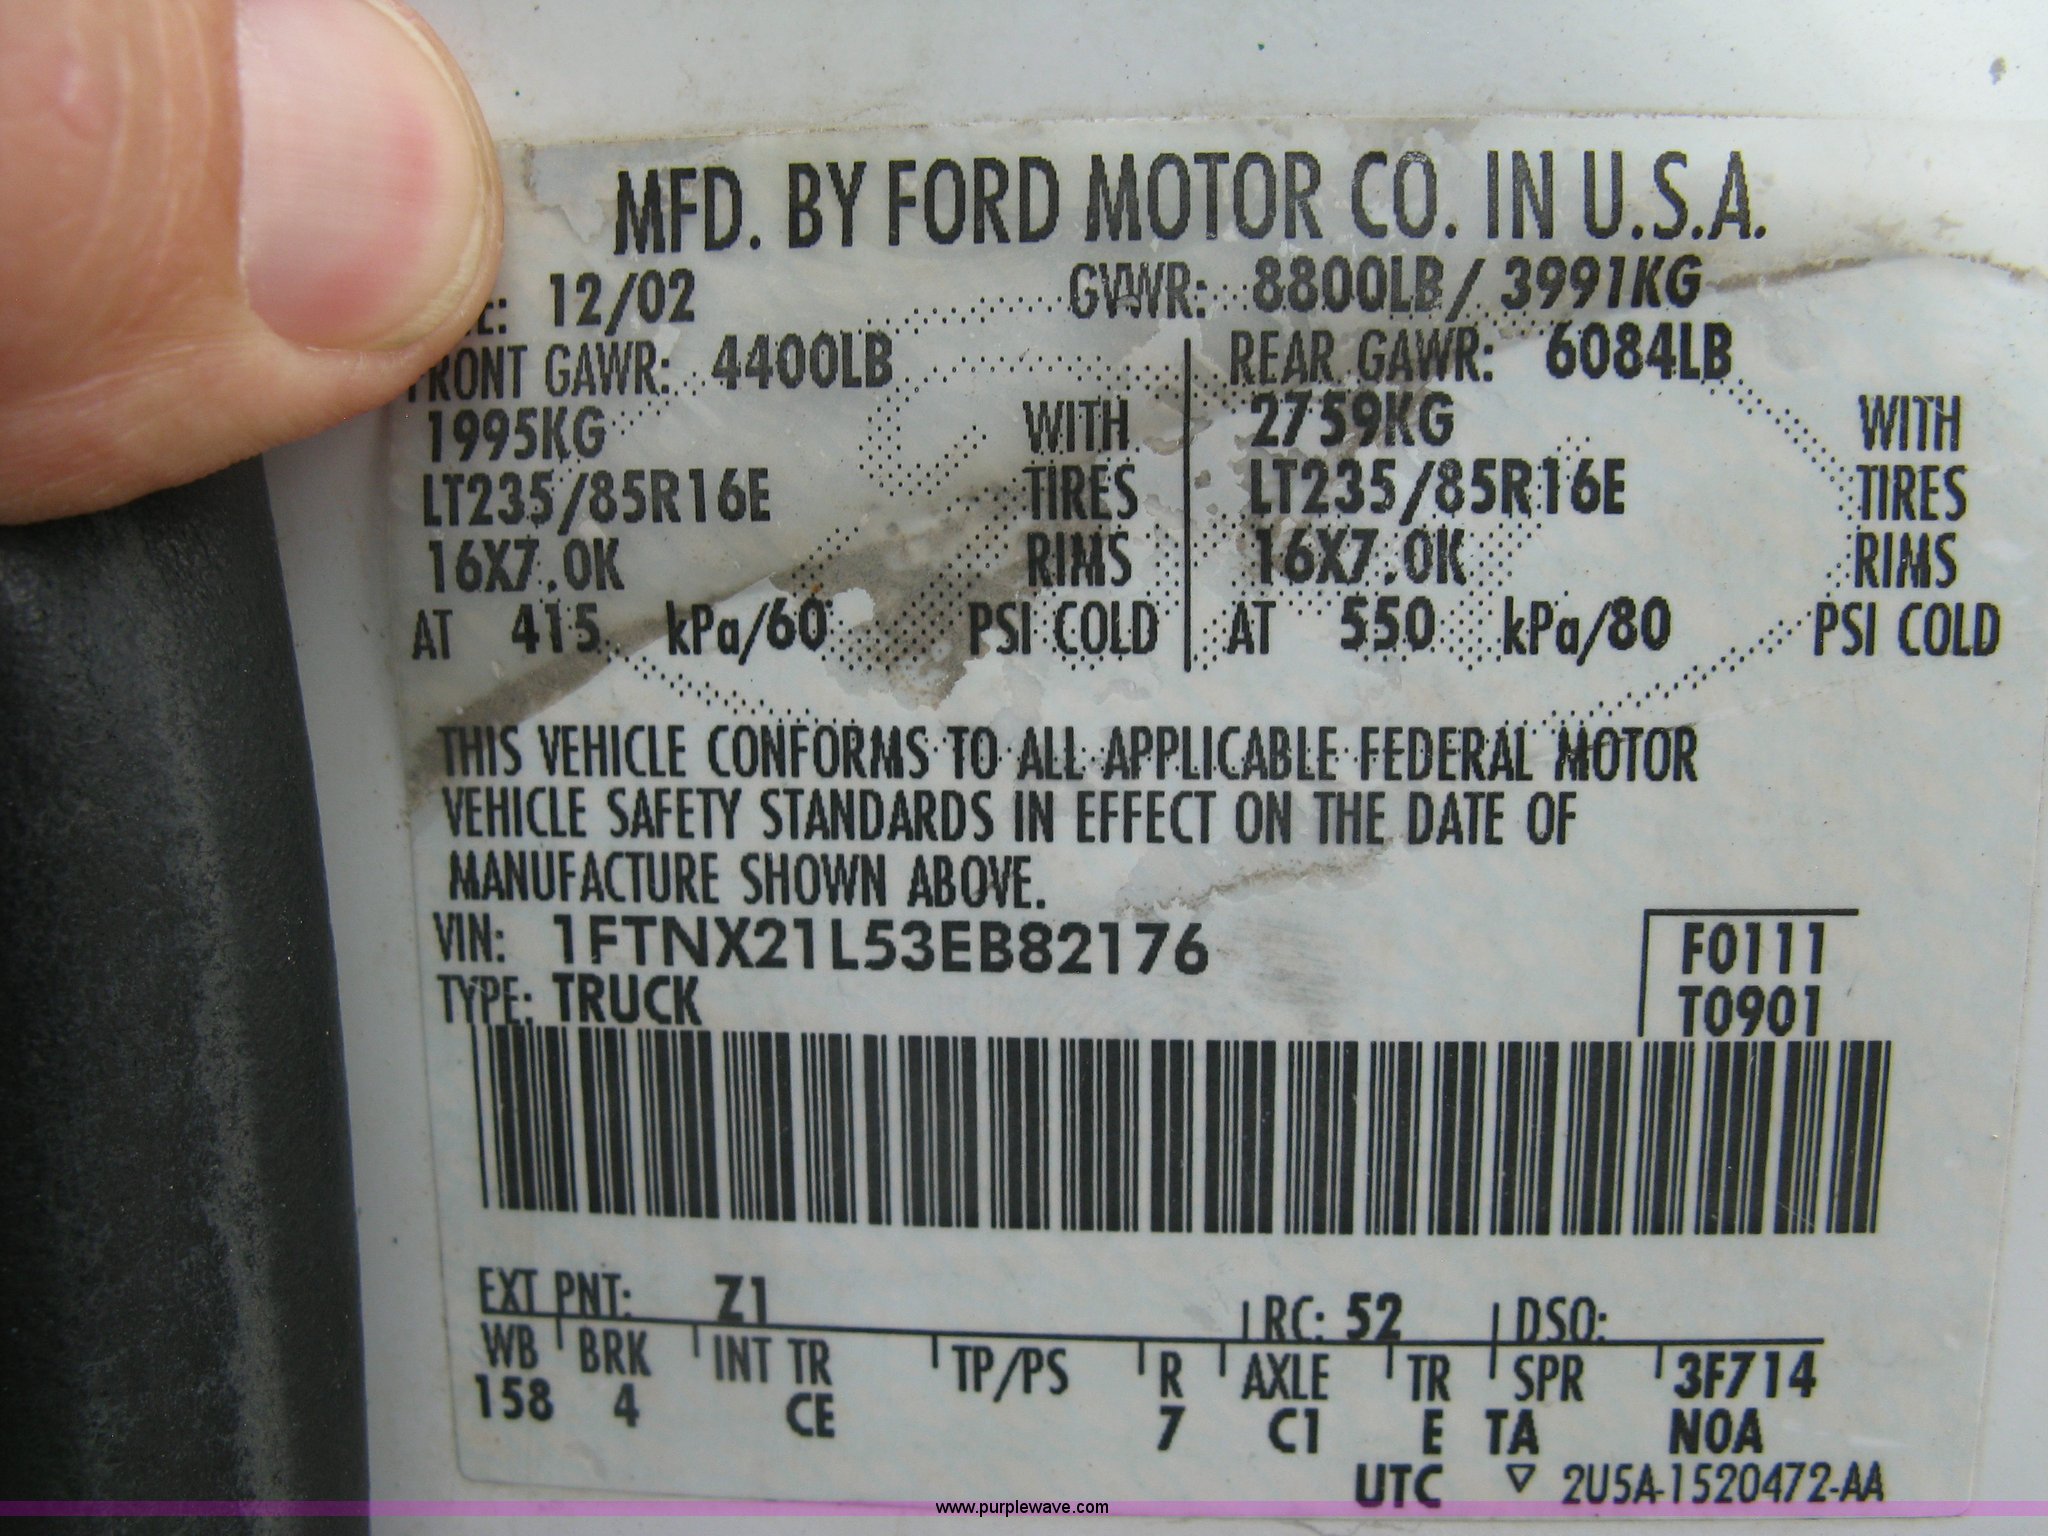 MFD. BY FORD MOTOR CO. IN U.S.A.
12/02 GVWR: 8800LB / 3991KG
FRONT GAWR: 4400LB REAR GAWR: 6084LB
1995KG WITH 2759KG WITH
LT235/85R16E TIRES LT235/85R16E TIRES
16X7.0K RIMS 16X7.0K RIMS
AT 415 kPa/60 PSI COLD AT 550 kPa/80 PSI COLD
THIS VEHICLE CONFORMS TO ALL APPLICABLE FEDERAL MOTOR
VEHICLE SAFETY STANDARDS IN EFFECT ON THE DATE OF
MANUFACTURE SHOWN ABOVE.
VIN: 1FTNX21L53EB82176 F0111
TYPE: TRUCK T0901
EXT PNT: Z1 RC: 52 DSO:
WB BRK INT TR TP/PS R AXLE TR SPR 3F714
158 4 CE 7 C1 E TA NOA
UTC ▽ 2U5A-1520472-AA
www.purplewave.com